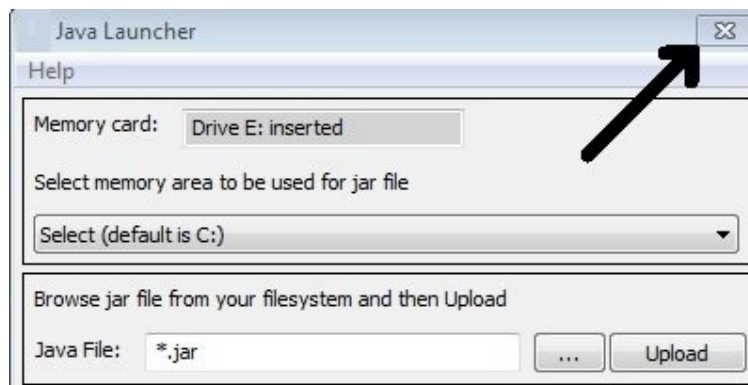 Java Launcher
Help
Memory card: Drive E: inserted
Select memory area to be used for jar file
Select (default is C:)
Browse jar file from your filesystem and then Upload
Java File: *.jar ... Upload